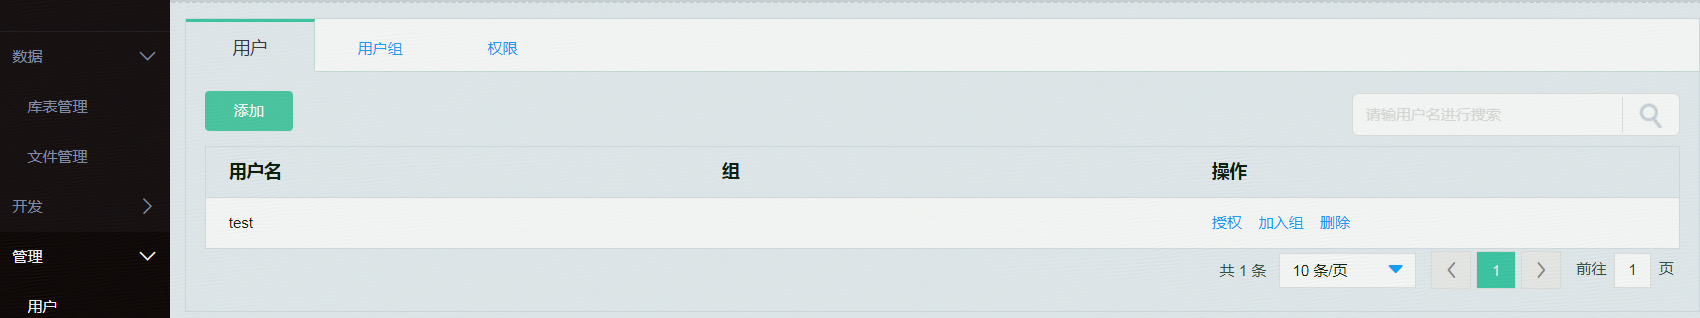 数据
库表管理
文件管理
开发
管理
用户
用户 用户组 权限
添加
请输用户名进行搜索
用户名 组 操作
test 授权 加入组 删除
共 1 条 10 条/页 1 前往 1 页